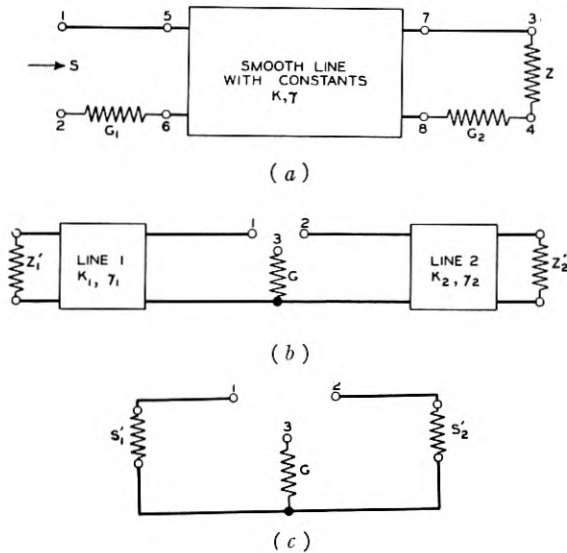 1 5 7 3
S
SMOOTH LINE
WITH CONSTANTS
K, γ
Z
2 G₁ 6 8 G₂ 4
(a)
1 2
3
Z₁′ LINE 1 G LINE 2 Z₂′
K₁, γ₁ K₂, γ₂
(b)
1 2
3
S₁′ G S₂′
(c)